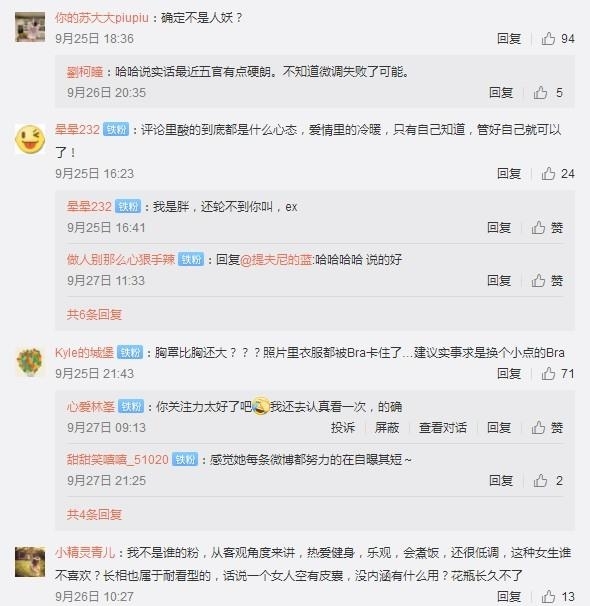 你的苏大大piupiu：确定不是人妖？
9月25日 18:36 回复 94
劉柯瞳：哈哈说实话最近五官有点硬朗。不知道微调失败了可能。
9月26日 20:35 回复 5
晕晕232 铁粉：评论里酸的到底都是什么心态，爱情里的冷暖，只有自己知道，管好自己就可以
了！
9月25日 16:23 回复 24
晕晕232 铁粉：我是胖，还轮不到你叫，ex
9月25日 16:41 回复 赞
做人别那么心狠手辣 铁粉：回复@提夫尼的蓝:哈哈哈哈 说的好
9月27日 11:33 回复 赞
共6条回复
Kyle的城堡 铁粉：胸罩比胸还大？？？照片里衣服都被Bra卡住了...建议实事求是换个小点的Bra
9月25日 21:43 回复 71
心爱林峯 铁粉：你关注力太好了吧我还去认真看一次，的确
9月27日 09:13 投诉 屏蔽 查看对话 回复 赞
甜甜笑嘻嘻_51020 铁粉：感觉她每条微博都努力的在自曝其短～
9月27日 21:25 回复 2
共4条回复
小精灵青儿：我不是谁的粉，从客观角度来讲，热爱健身，乐观，会煮饭，还很低调，这种女生谁
不喜欢？长相也属于耐看型的，话说一个女人空有皮囊，没内涵有什么用？花瓶长久不了
9月26日 10:27 回复 13